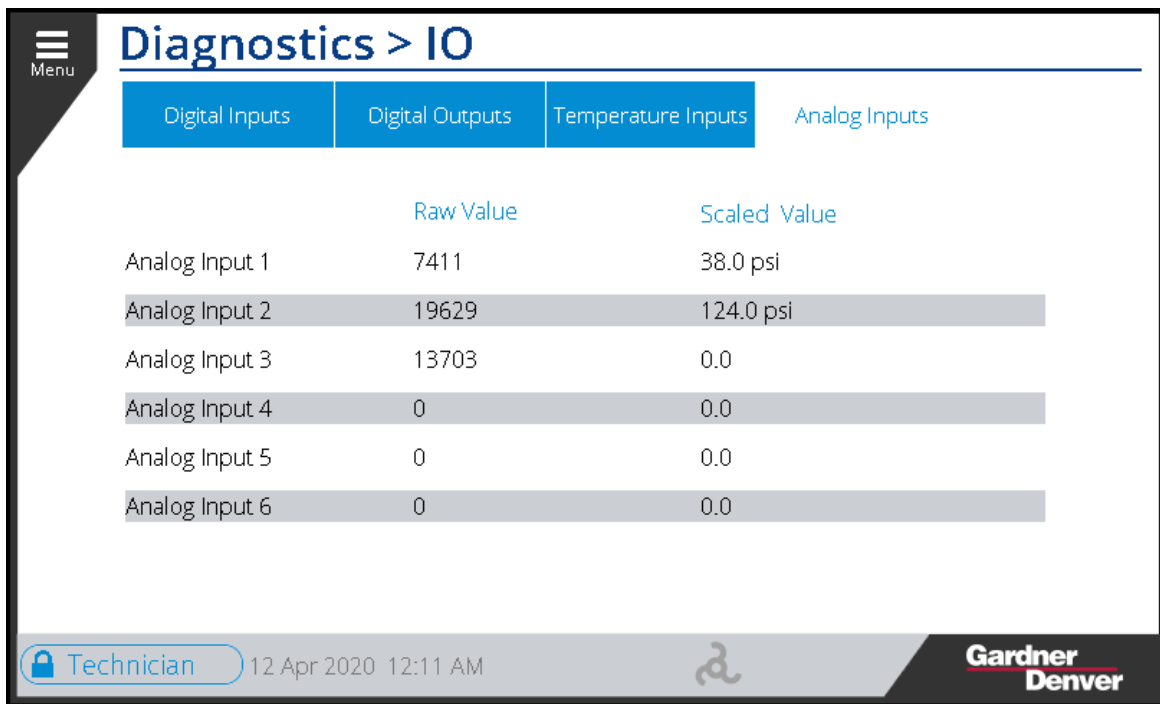 Menu
Diagnostics > IO
Digital Inputs Digital Outputs Temperature Inputs Analog Inputs
Raw Value Scaled Value
Analog Input 1 7411 38.0 psi
Analog Input 2 19629 124.0 psi
Analog Input 3 13703 0.0
Analog Input 4 0 0.0
Analog Input 5 0 0.0
Analog Input 6 0 0.0
Technician 12 Apr 2020 12:11 AM
Gardner
Denver